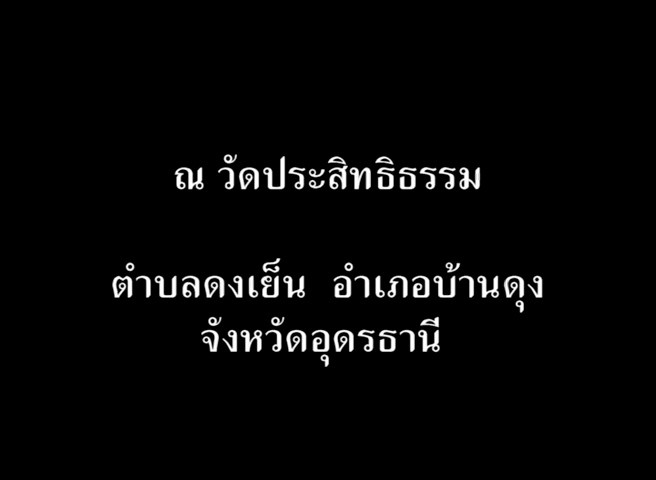 ณ วัดประสิทธิธรรม
ตำบลดงเย็น อำเภอบ้านดุง
จังหวัดอุดรธานี